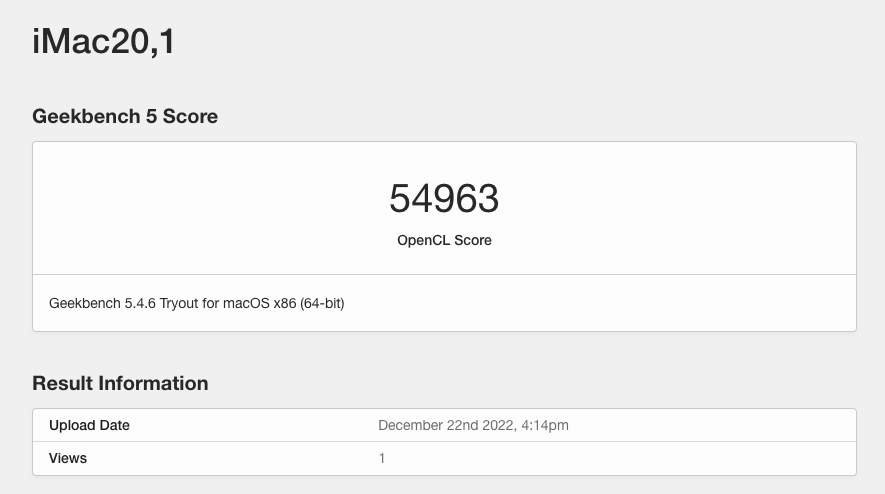 iMac20,1
Geekbench 5 Score
54963
OpenCL Score
Geekbench 5.4.6 Tryout for macOS x86 (64-bit)
Result Information
Upload Date December 22nd 2022, 4:14pm
Views 1